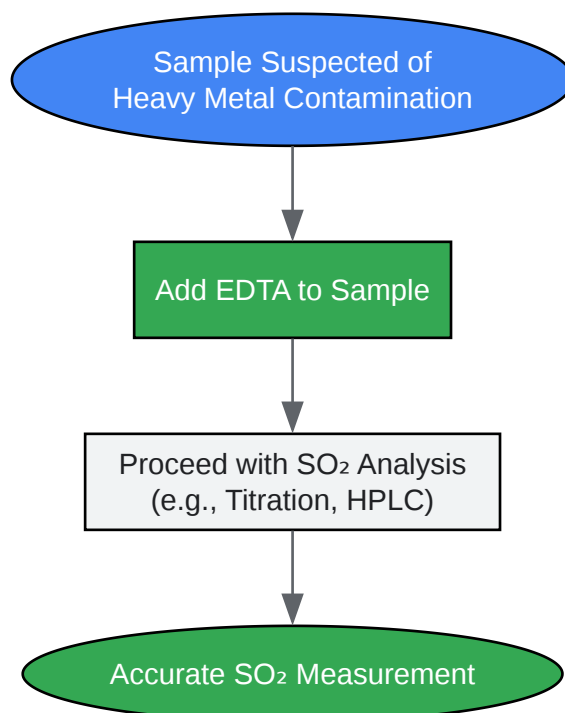 Sample Suspected of
Heavy Metal Contamination
Add EDTA to Sample
Proceed with SO₂ Analysis
(e.g., Titration, HPLC)
Accurate SO₂ Measurement